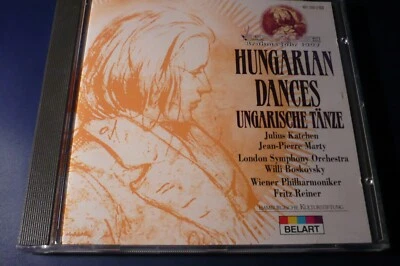 HUNGARIAN
DANCES
UNGARISCHE TÄNZE
Julius Katchen
Jean-Pierre Marty
London Symphony Orchestra
Willi Boskovsky
Wiener Philharmoniker
Fritz Reiner
BELART